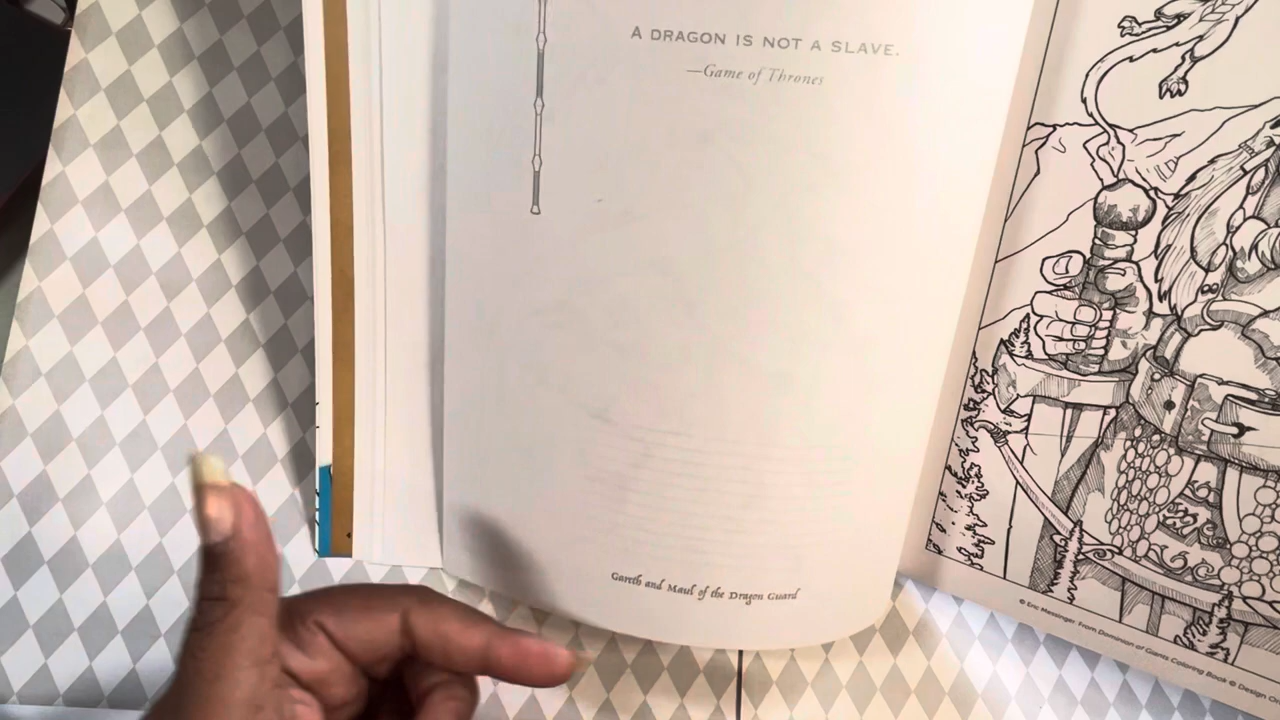 A DRAGON IS NOT A SLAVE.
—Game of Thrones
Gareth and Maul of the Dragon Guard
© Eric Messinger. From Dominion of Giants Coloring Book © Design O